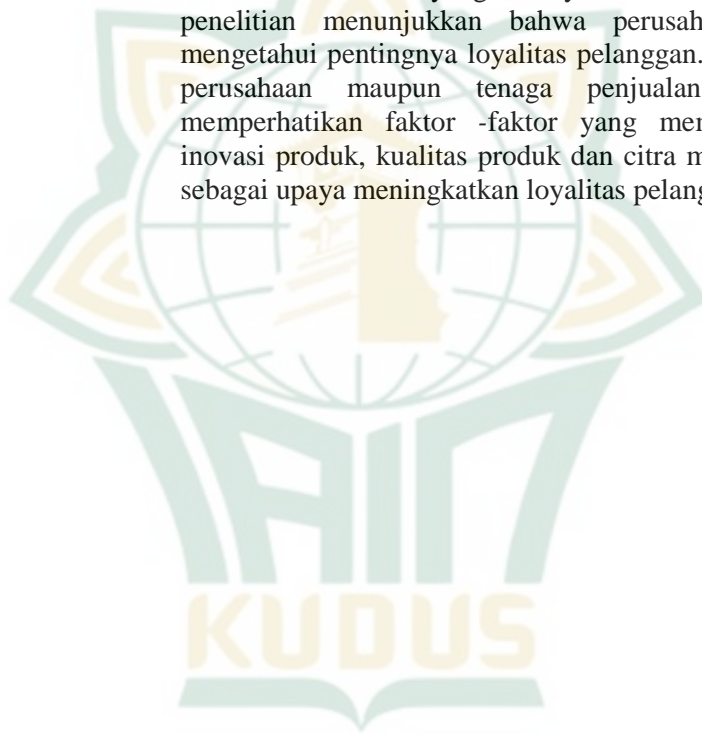 penelitian menunjukkan bahwa
mengetahui pentingnya loyalitas pelanggan.
perusahaan maupun tenaga penjualan
memperhatikan faktor -faktor yang
inovasi produk, kualitas produk dan citra
sebagai upaya meningkatkan loyalitas
IAIN
KUDUS